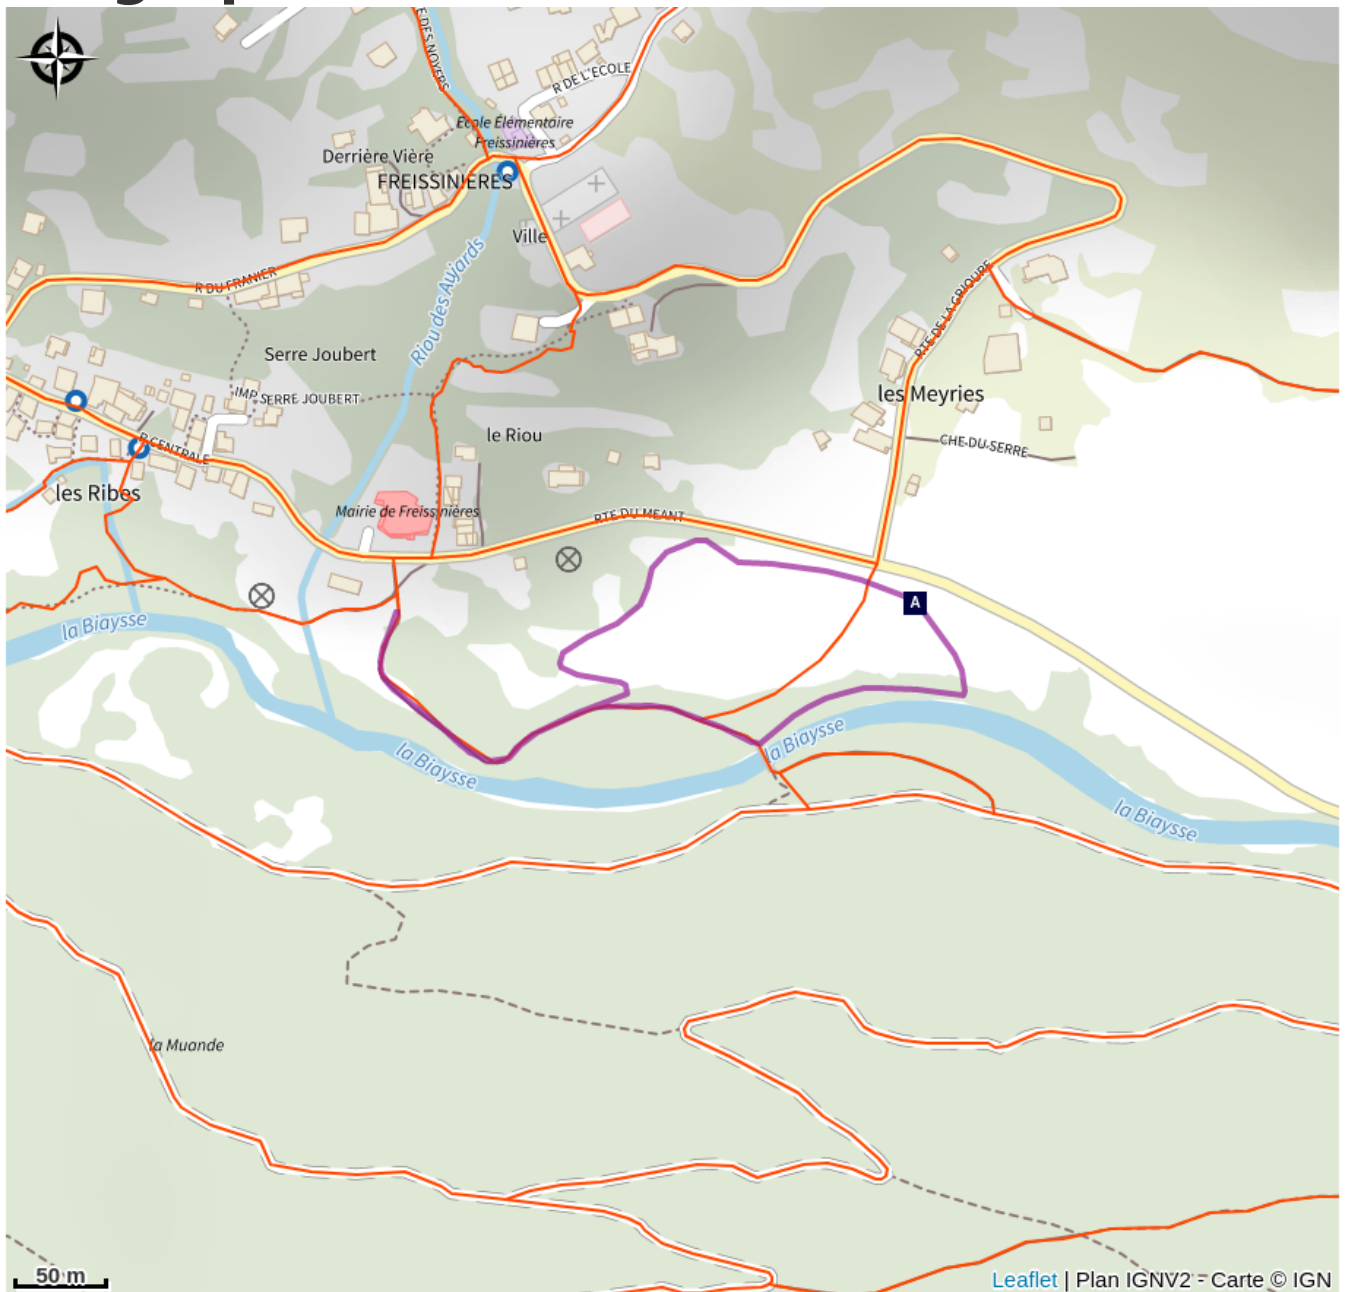 R DE L'ECOLE
École Élémentaire
Freissinières
Derrière Vière
FREISSINIERES
Ville
R DU FRANIER
Riou des Aujards
RTE DE LA GRIOURE
Serre Joubert
les Meyries
IMP SERRE JOUBERT
le Riou
R CENTRALE
CHE DU SERRE
les Ribes
Mairie de Freissinières
RTE DU MEANT
A
la Biaysse
la Biaysse
la Biaysse
la Biaysse
la Muande
50 m
Leaflet | Plan IGNV2 - Carte © IGN